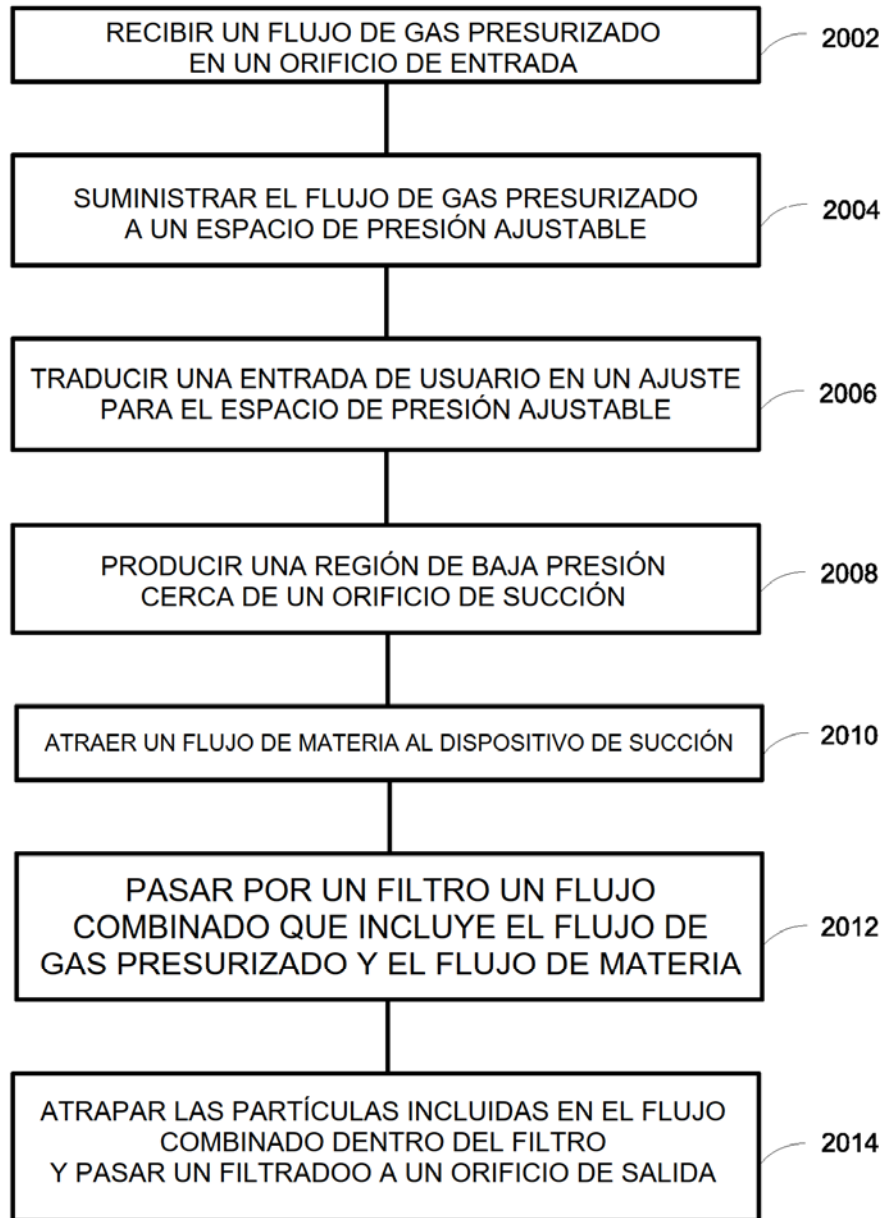 RECIBIR UN FLUJO DE GAS PRESURIZADO
EN UN ORIFICIO DE ENTRADA
2002
SUMINISTRAR EL FLUJO DE GAS PRESURIZADO
A UN ESPACIO DE PRESIÓN AJUSTABLE
2004
TRADUCIR UNA ENTRADA DE USUARIO EN UN AJUSTE
PARA EL ESPACIO DE PRESIÓN AJUSTABLE
2006
PRODUCIR UNA REGIÓN DE BAJA PRESIÓN
CERCA DE UN ORIFICIO DE SUCCIÓN
2008
ATRAER UN FLUJO DE MATERIA AL DISPOSITIVO DE SUCCIÓN
2010
PASAR POR UN FILTRO UN FLUJO
COMBINADO QUE INCLUYE EL FLUJO DE
GAS PRESURIZADO Y EL FLUJO DE MATERIA
2012
ATRAPAR LAS PARTÍCULAS INCLUIDAS EN EL FLUJO
COMBINADO DENTRO DEL FILTRO
Y PASAR UN FILTRADOO A UN ORIFICIO DE SALIDA
2014